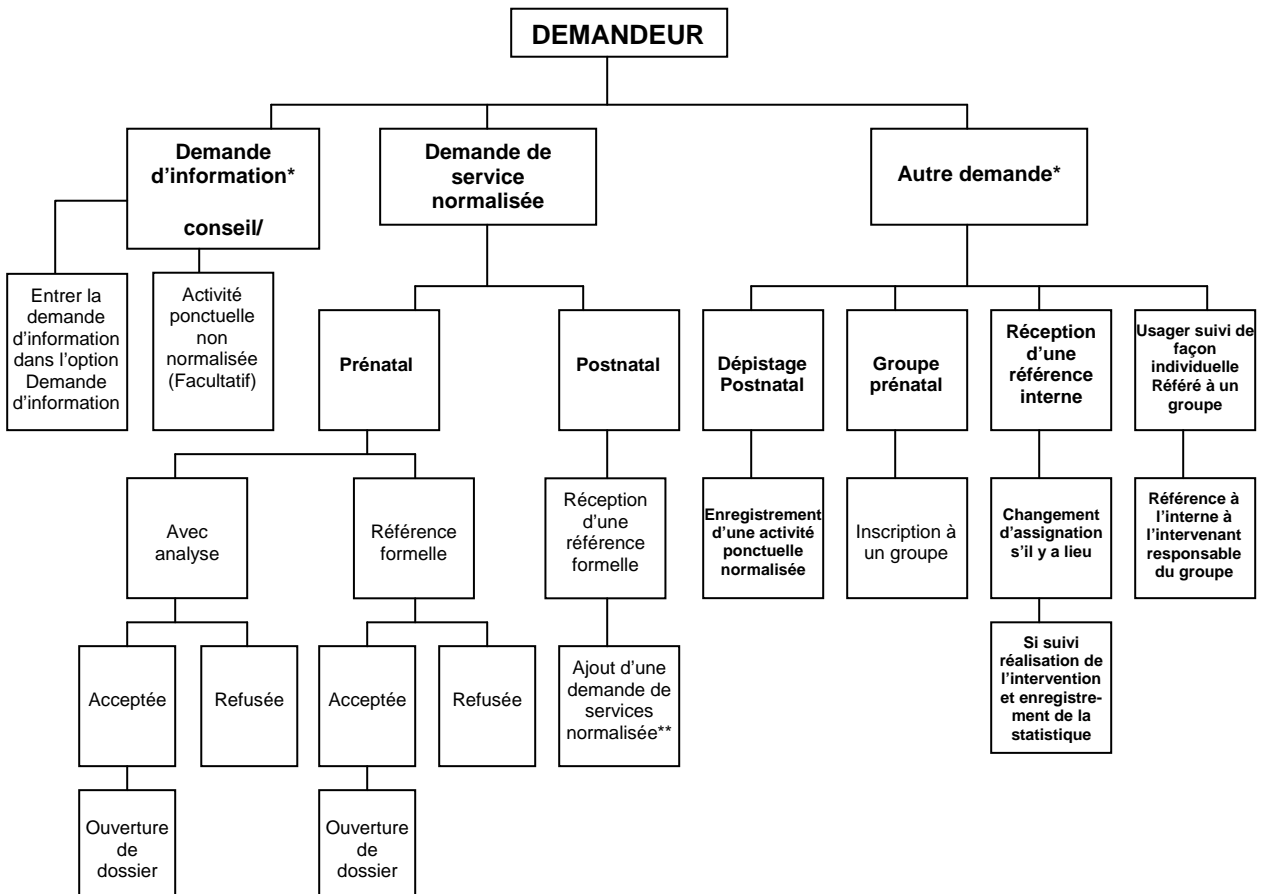 DEMANDEUR
Demande
d'information*
conseil/
Demande de
service
normalisée
Autre demande*
Entrer la
demande
d'information
dans l'option
Demande
d'information
Activité
ponctuelle
non
normalisée
(Facultatif)
Prénatal
Postnatal
Dépistage
Postnatal
Groupe
prénatal
Réception
d'une
référence
interne
Usager suivi de
façon
individuelle
Référé à un
groupe
Avec
analyse
Référence
formelle
Réception
d'une
référence
formelle
Enregistrement
d'une activité
ponctuelle
normalisée
Inscription à
un groupe
Changement
d'assignation
s'il y a lieu
Référence à
l'interne à
l'intervenant
responsable
du groupe
Acceptée
Refusée
Acceptée
Refusée
Ajout d'une
demande de
services
normalisée**
Si suivi
réalisation de
l'intervention
et enregistre-
ment de la
statistique
Ouverture
de
dossier
Ouverture
de
dossier